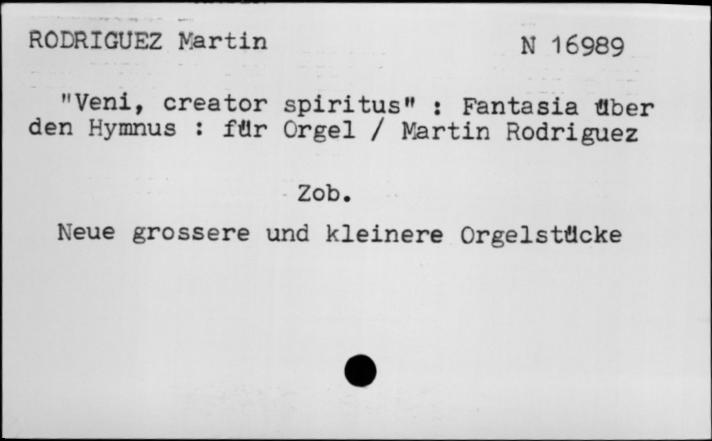 RODRIGUEZ Martin N 16989
"Veni, creator spiritus" : Fantasia über
den Hymnus : für Orgel / Martin Rodriguez
Zob.
Neue grossere und kleinere Orgelstücke